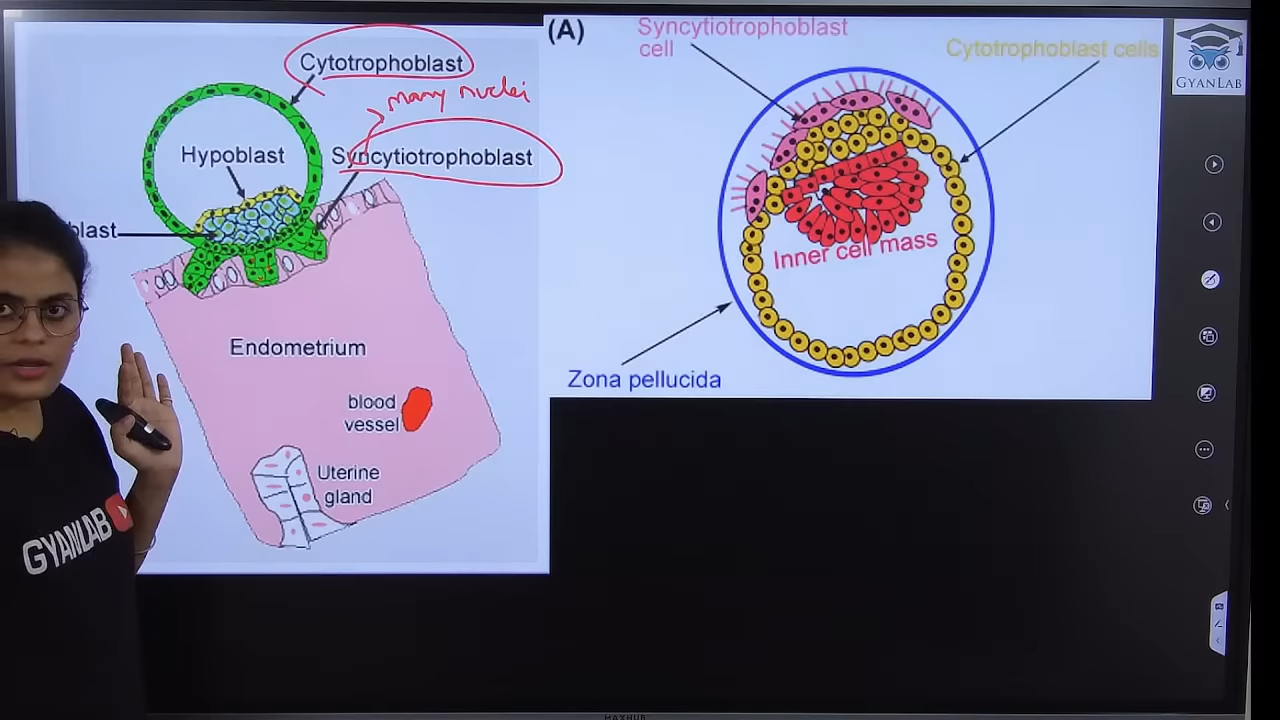 Cytotrophoblast
many nuclei
Hypoblast
Syncytiotrophoblast
blast
Endometrium
blood
vessel
Uterine
gland
(A)
Syncytiotrophoblast
cell
Cytotrophoblast cells
Inner cell mass
Zona pellucida
GYANLAB
GYANLAB
MAXHUB